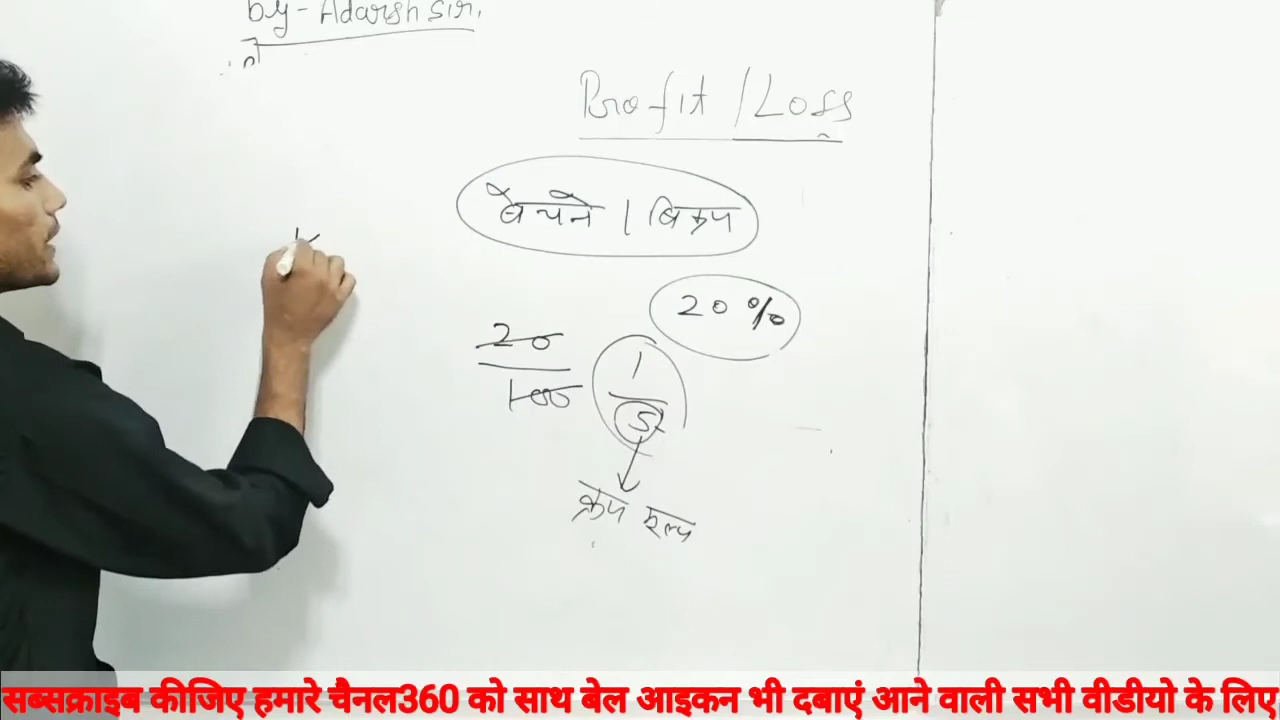 by - Adarsh Sir.
Profit / Loss
बेचने / विक्रय
20 %
20
100
1
5
क्रय मूल्य
सब्सक्राइब कीजिए हमारे चैनल360 को साथ बेल आइकन भी दबाएं आने वाली सभी वीडीयो के लिए